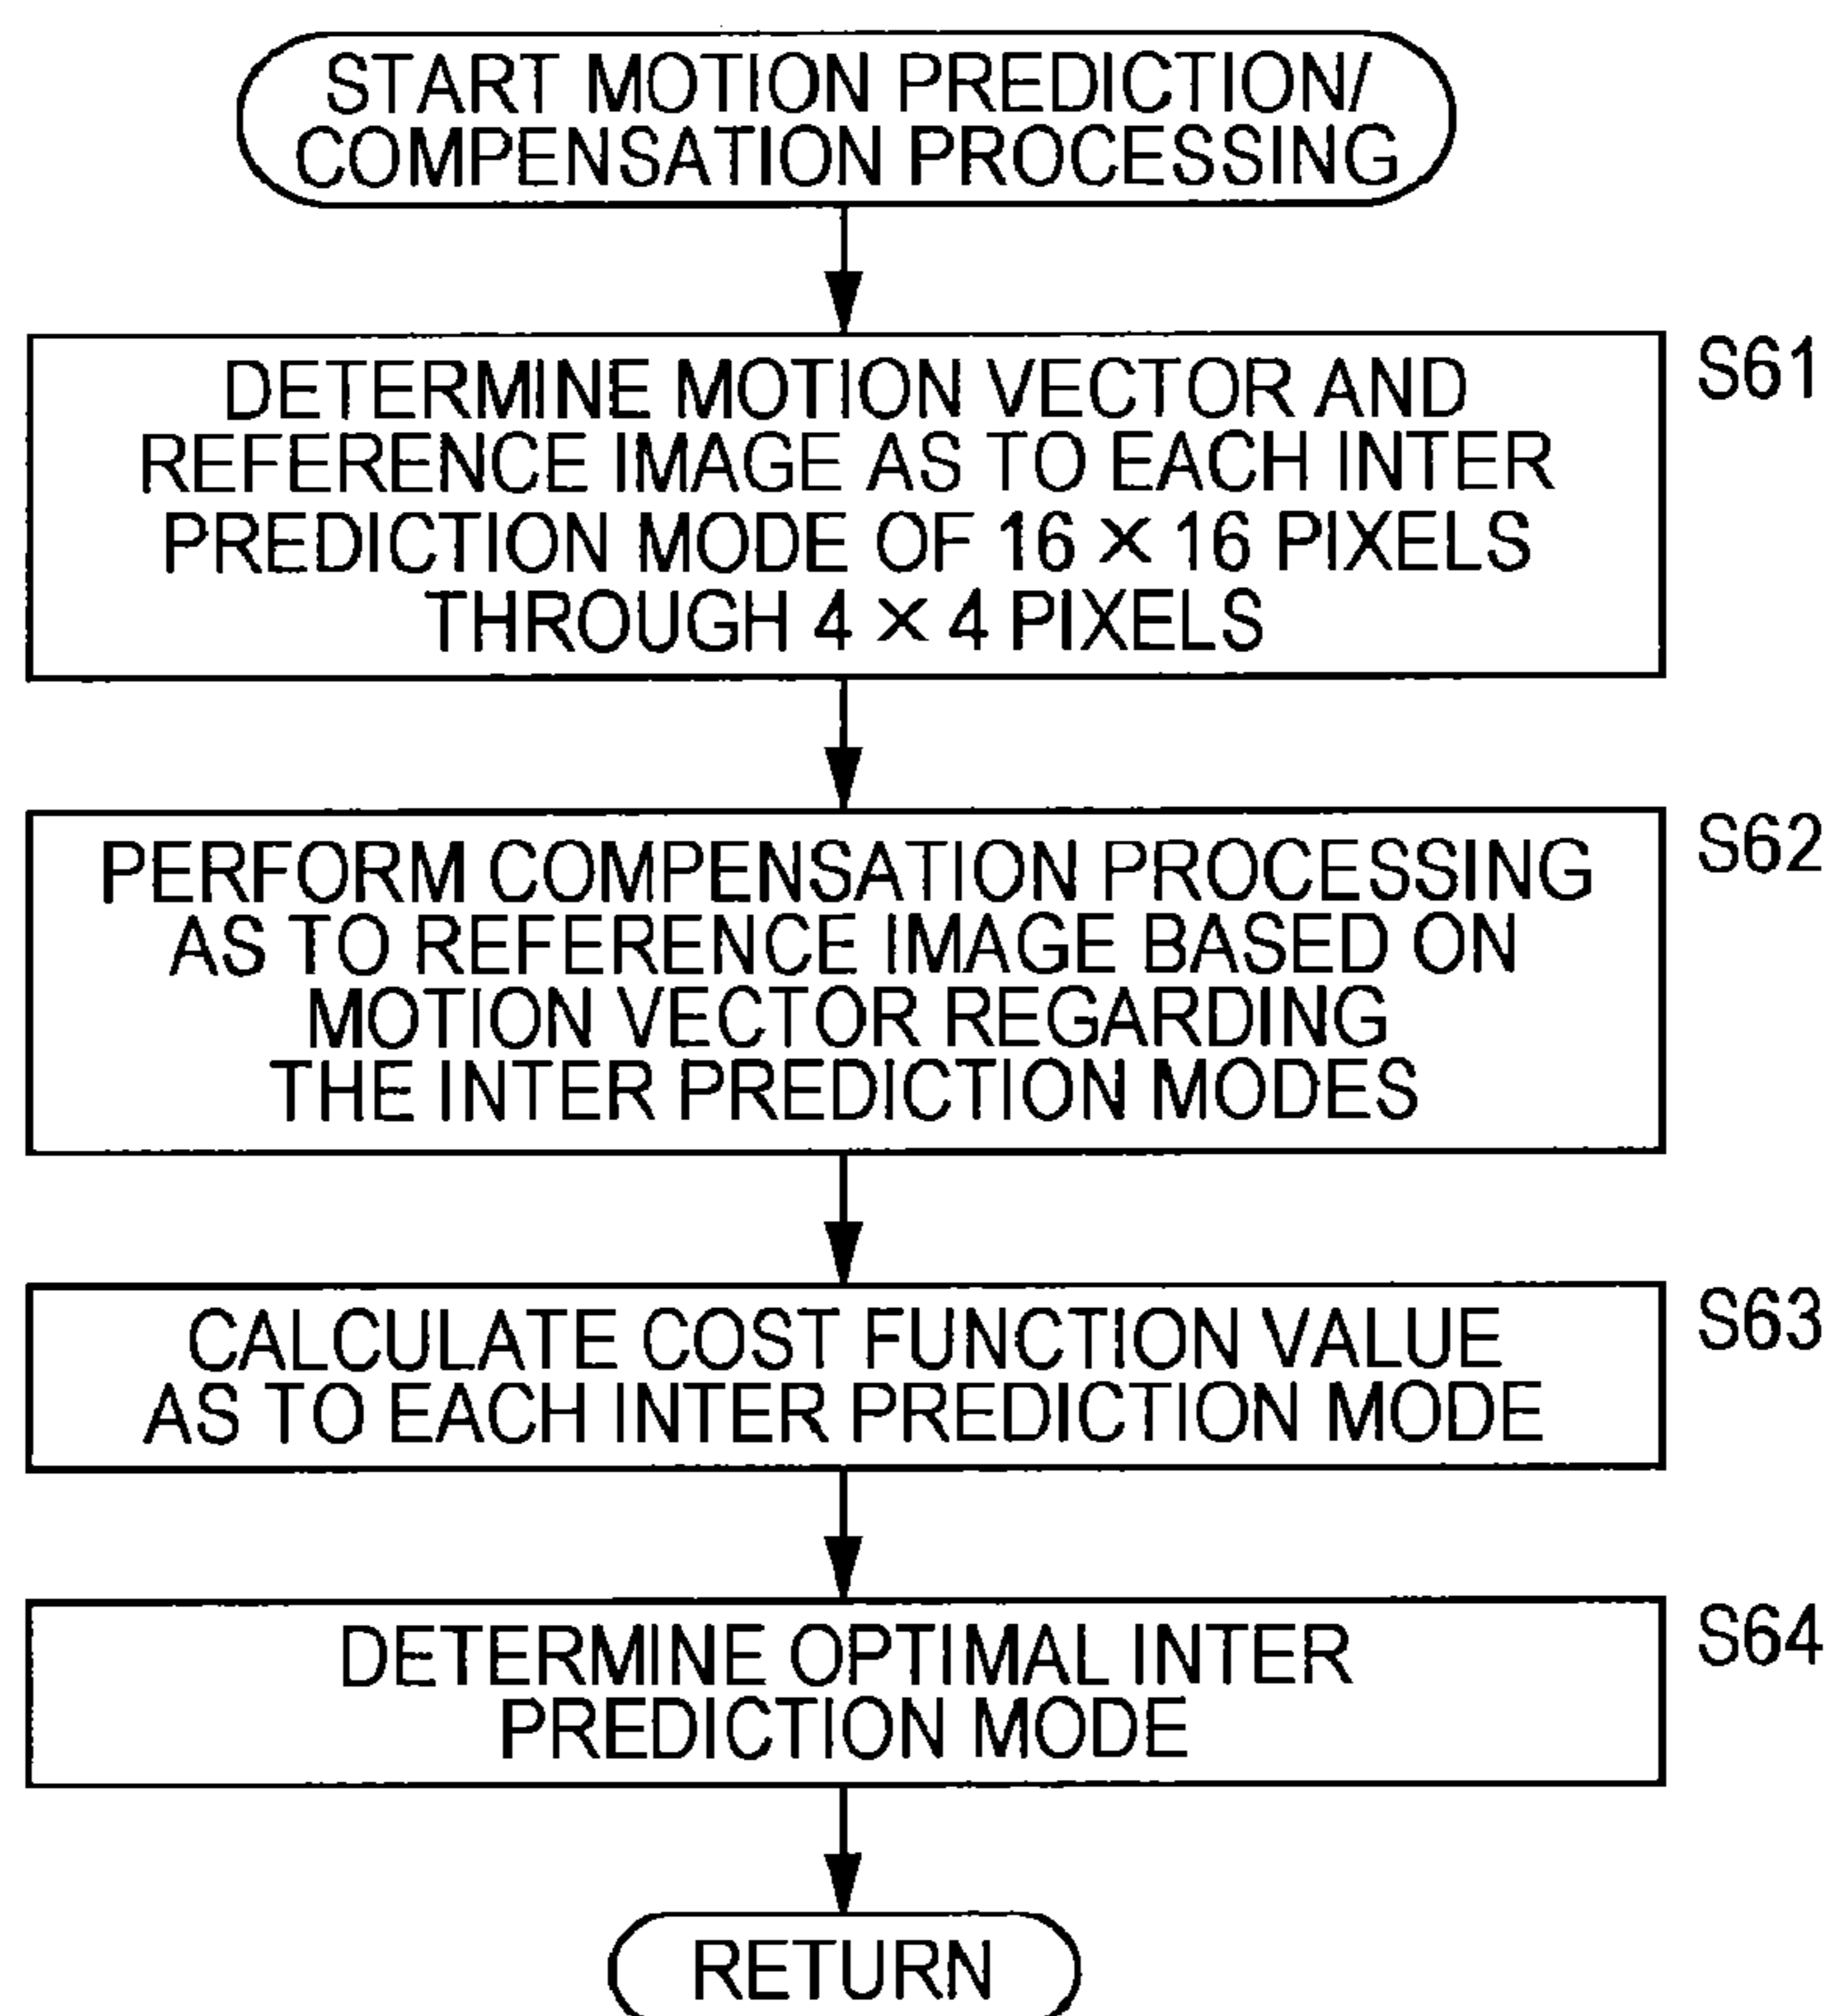 START MOTION PREDICTION/
COMPENSATION PROCESSING
DETERMINE MOTION VECTOR AND
REFERENCE IMAGE AS TO EACH INTER
PREDICTION MODE OF 16 × 16 PIXELS
THROUGH 4 × 4 PIXELS
S61
PERFORM COMPENSATION PROCESSING
AS TO REFERENCE IMAGE BASED ON
MOTION VECTOR REGARDING
THE INTER PREDICTION MODES
S62
CALCULATE COST FUNCTION VALUE
AS TO EACH INTER PREDICTION MODE
S63
DETERMINE OPTIMAL INTER
PREDICTION MODE
S64
RETURN